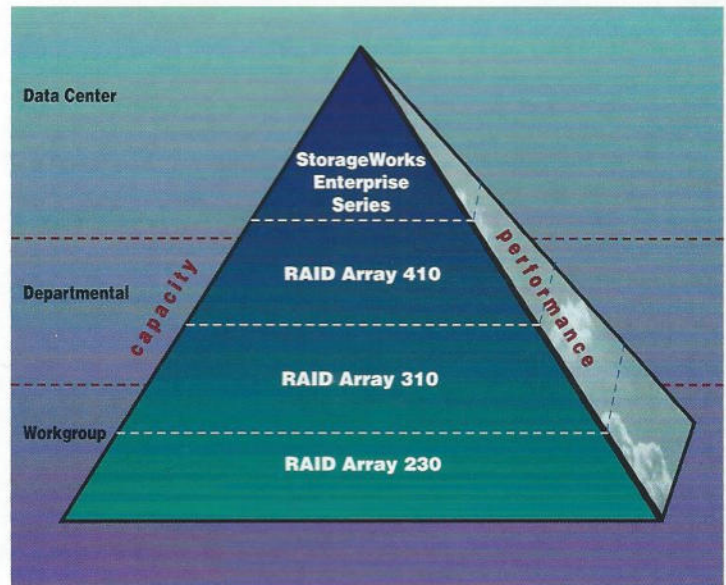 Data Center
StorageWorks
Enterprise
Series
performance
capacity
Departmental
RAID Array 410
RAID Array 310
Workgroup
RAID Array 230